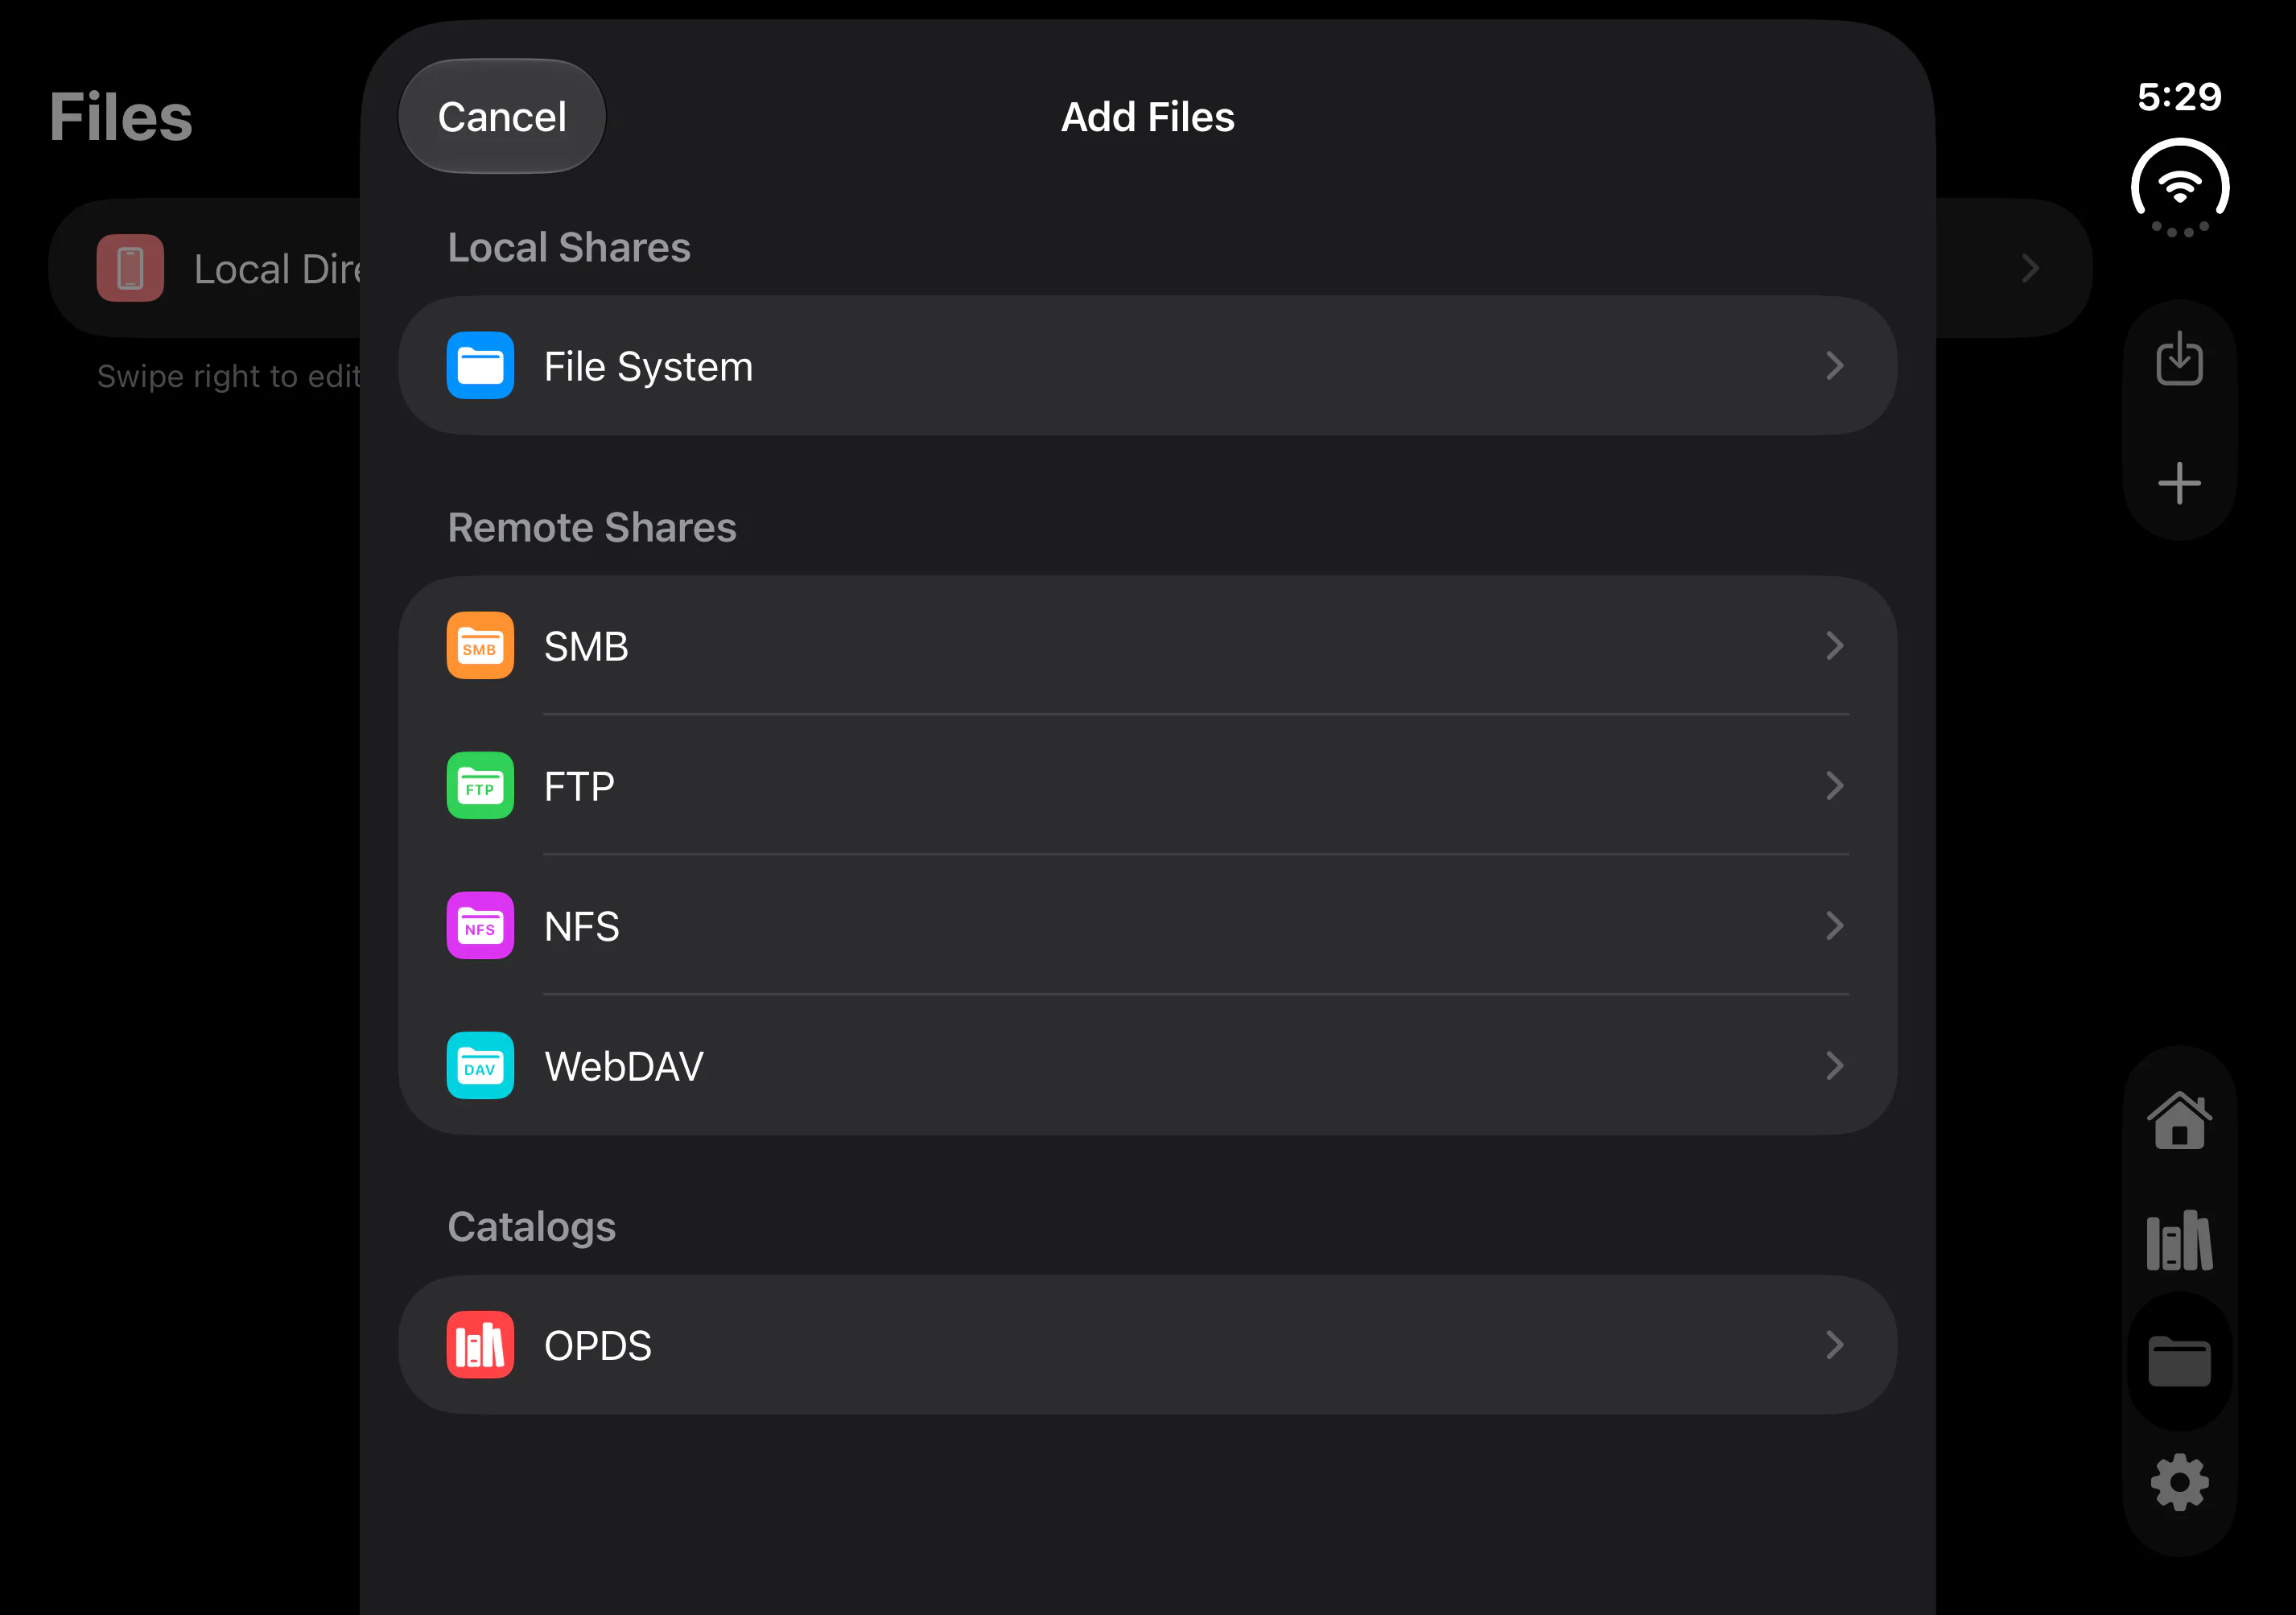 Files
Cancel
Add Files
5:29
Local Dire
Swipe right to edit
Local Shares
File System
Remote Shares
SMB
SMB
FTP
FTP
NFS
NFS
DAV
WebDAV
Catalogs
OPDS